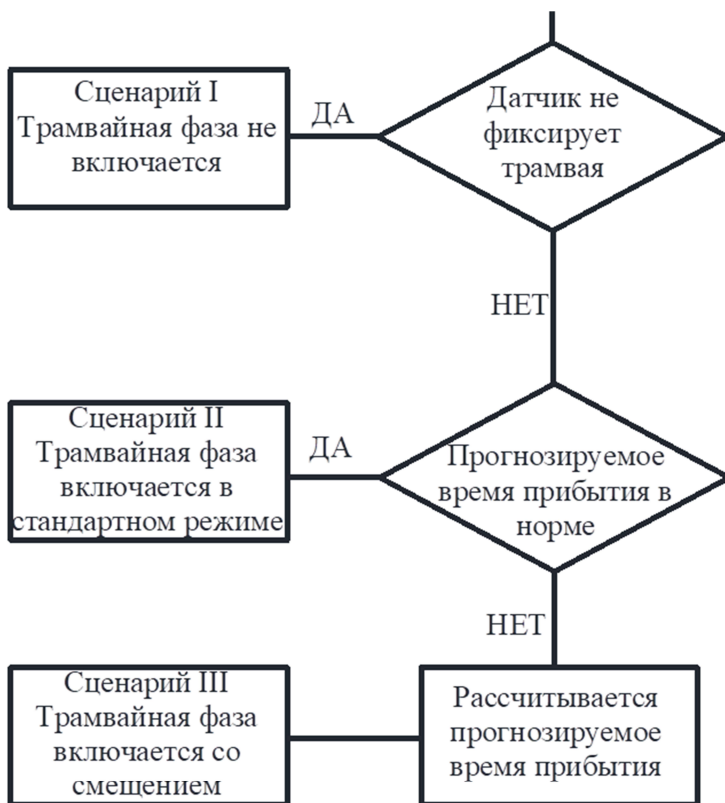 Сценарий I
Трамвайная фаза не
включается
ДА
Датчик не
фиксирует
трамвая
НЕТ
Сценарий II
Трамвайная фаза
включается в
стандартном режиме
ДА
Прогнозируемое
время прибытия в
норме
НЕТ
Сценарий III
Трамвайная фаза
включается со
смещением
Рассчитывается
прогнозируемое
время прибытия